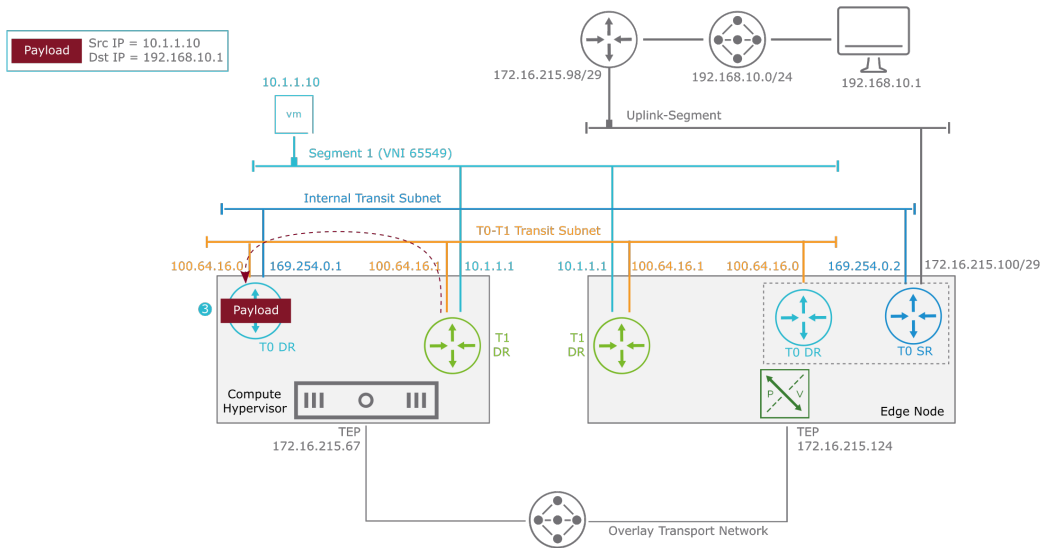 Payload
Src IP = 10.1.1.10
Dst IP = 192.168.10.1
172.16.215.98/29
192.168.10.0/24
192.168.10.1
10.1.1.10
vm
Uplink-Segment
Segment 1 (VNI 65549)
Internal Transit Subnet
T0-T1 Transit Subnet
100.64.16.0
169.254.0.1
100.64.16.1
10.1.1.1
10.1.1.1
100.64.16.1
100.64.16.0
169.254.0.2
172.16.215.100/29
3
Payload
T0 DR
T1
DR
T1
DR
T0 DR
T0 SR
Compute
Hypervisor
P
V
Edge Node
TEP
172.16.215.67
TEP
172.16.215.124
Overlay Transport Network